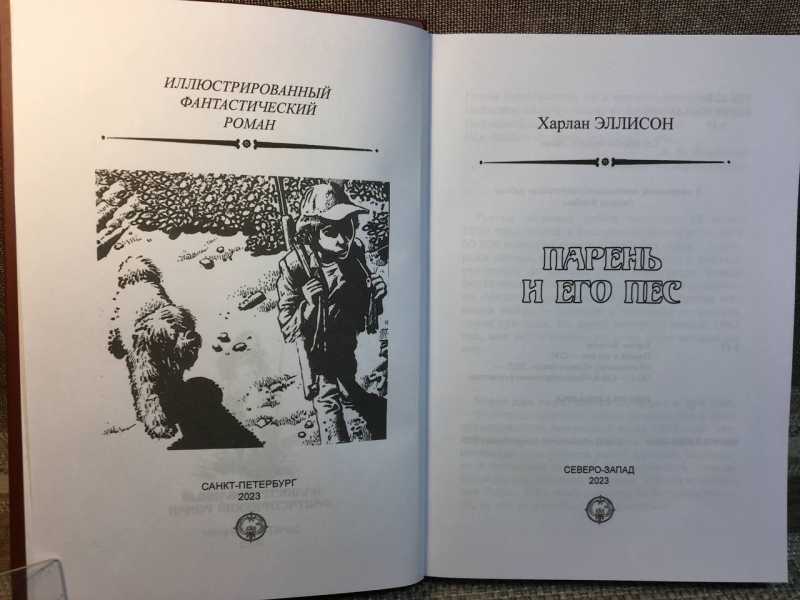 ИЛЛЮСТРИРОВАННЫЙ
ФАНТАСТИЧЕСКИЙ
РОМАН
САНКТ-ПЕТЕРБУРГ
2023
Харлан ЭЛЛИСОН
ПАРЕНЬ
И ЕГО ПЕС
СЕВЕРО-ЗАПАД
2023